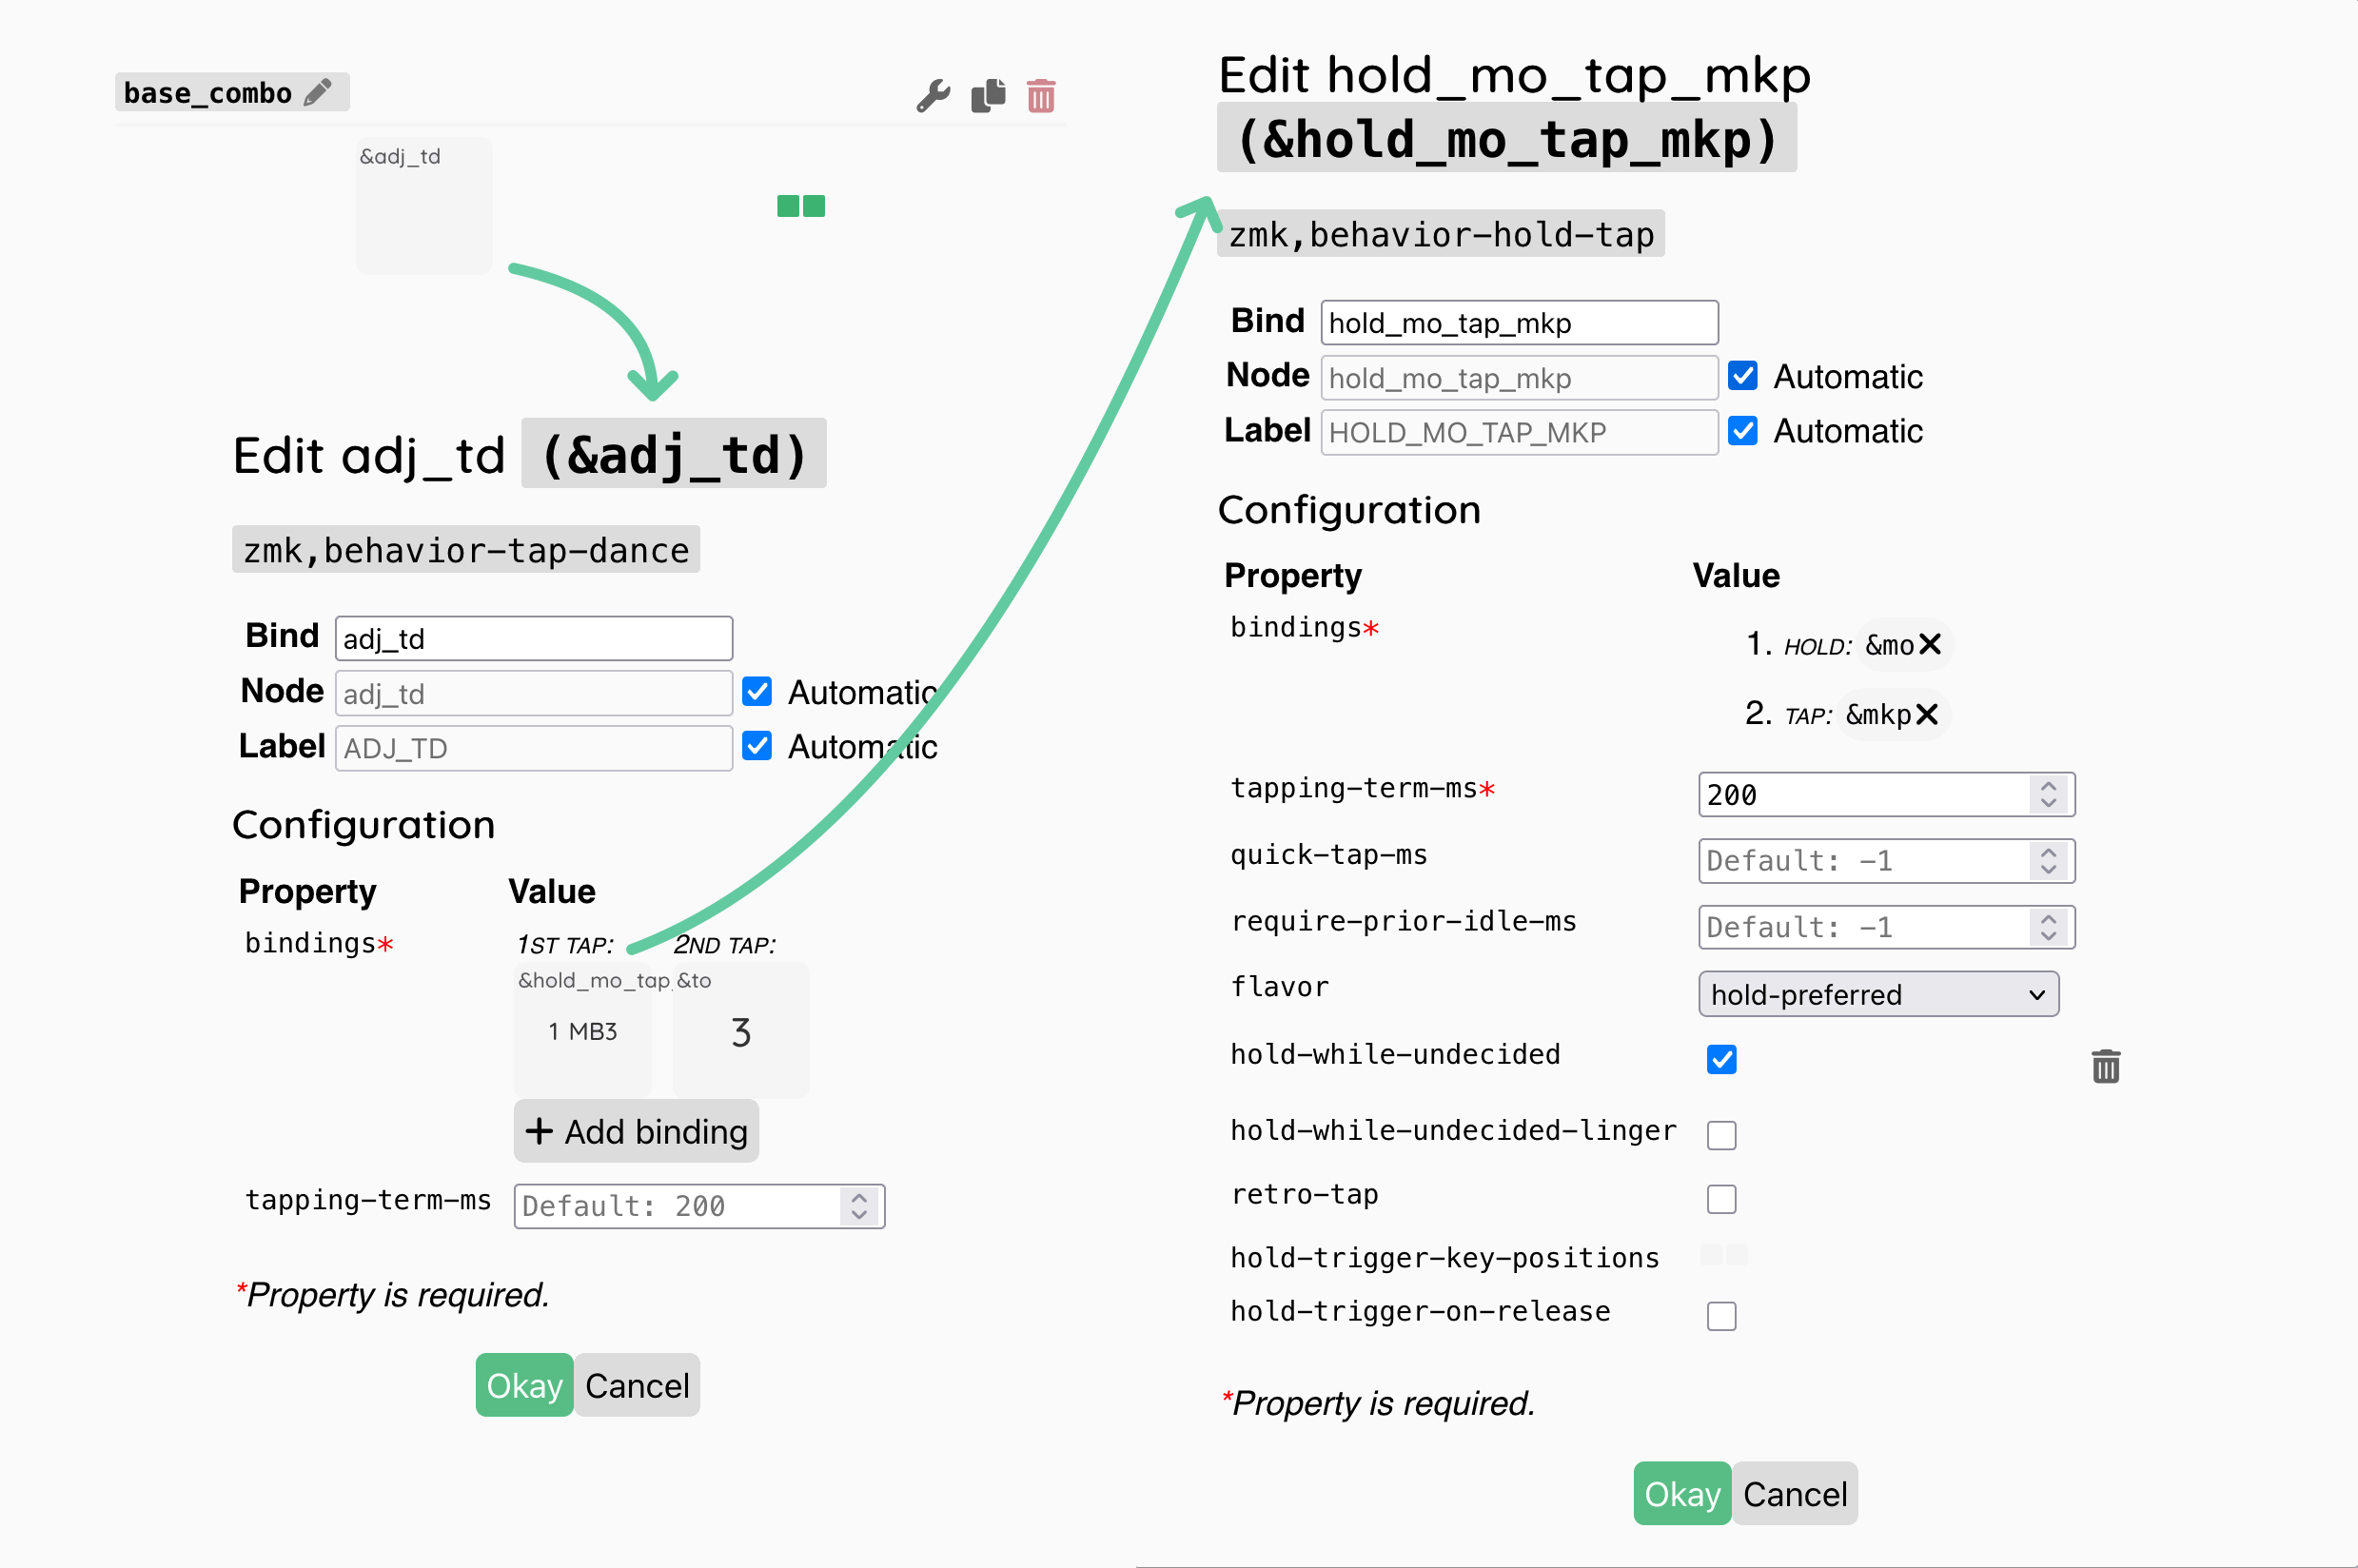 base_combo
&adj_td
Edit adj_td (&adj_td)
zmk,behavior-tap-dance
Bind adj_td
Node adj_td Automatic
Label ADJ_TD Automatic
Configuration
Property Value
bindings* 1ST TAP: 2ND TAP:
&hold_mo_tap_ &to
1 MB3 3
+ Add binding
tapping-term-ms Default: 200
*Property is required.
Okay Cancel
Edit hold_mo_tap_mkp
(&hold_mo_tap_mkp)
zmk,behavior-hold-tap
Bind hold_mo_tap_mkp
Node hold_mo_tap_mkp Automatic
Label HOLD_MO_TAP_MKP Automatic
Configuration
Property Value
bindings* 1. HOLD: &mo
2. TAP: &mkp
tapping-term-ms* 200
quick-tap-ms Default: -1
require-prior-idle-ms Default: -1
flavor hold-preferred
hold-while-undecided
hold-while-undecided-linger
retro-tap
hold-trigger-key-positions
hold-trigger-on-release
*Property is required.
Okay Cancel